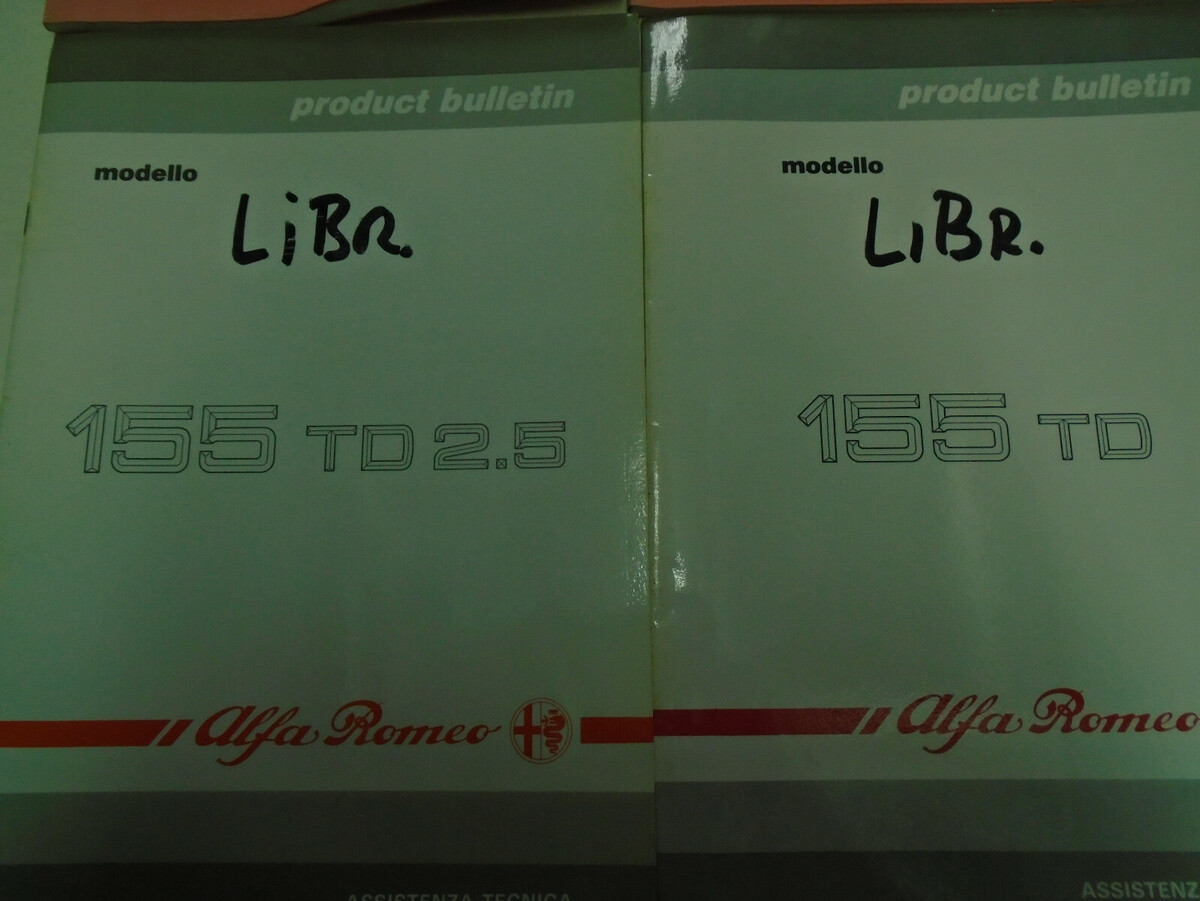 product bulletin
modello
LiBR.
155 TD 2.5
Alfa Romeo
ASSISTENZA TECNICA
product bulletin
modello
LiBR.
155 TD
Alfa Romeo
ASSISTENZ